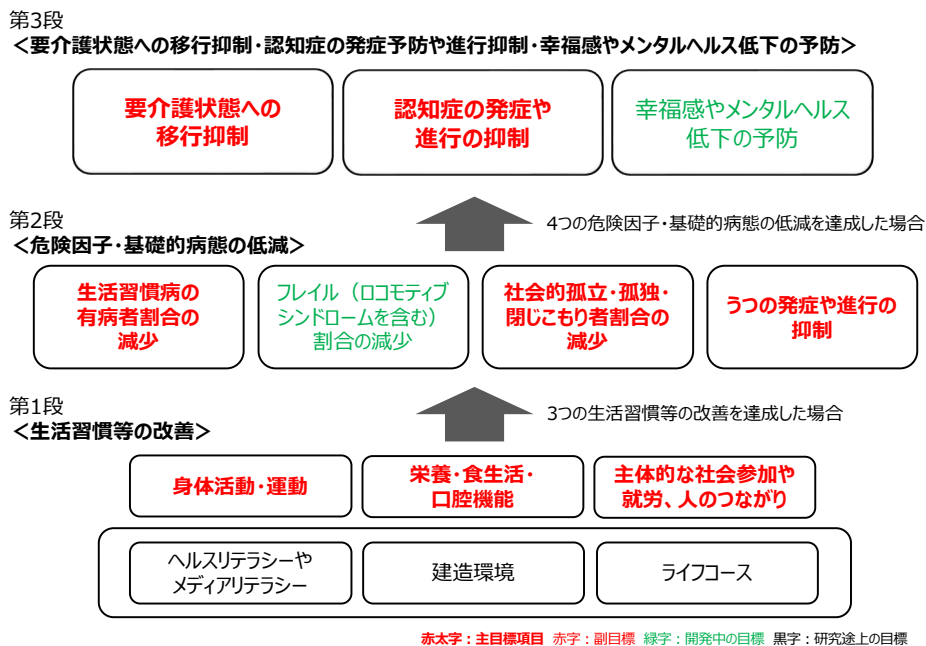 第3段
＜要介護状態への移行抑制・認知症の発症予防や進行抑制・幸福感やメンタルヘルス低下の予防＞
要介護状態への
移行抑制
認知症の発症や
進行の抑制
幸福感やメンタルヘルス
低下の予防
第2段
＜危険因子・基礎的病態の低減＞
4つの危険因子・基礎的病態の低減を達成した場合
生活習慣病の
有病者割合の
減少
フレイル（ロコモティブ
シンドロームを含む）
割合の減少
社会的孤立・孤独・
閉じこもり者割合の
減少
うつの発症や進行の
抑制
第1段
＜生活習慣等の改善＞
3つの生活習慣等の改善を達成した場合
身体活動・運動
栄養・食生活・
口腔機能
主体的な社会参加や
就労、人のつながり
ヘルスリテラシーや
メディアリテラシー
建造環境
ライフコース
赤太字：主目標項目 赤字：副目標 緑字：開発中の目標 黒字：研究途上の目標